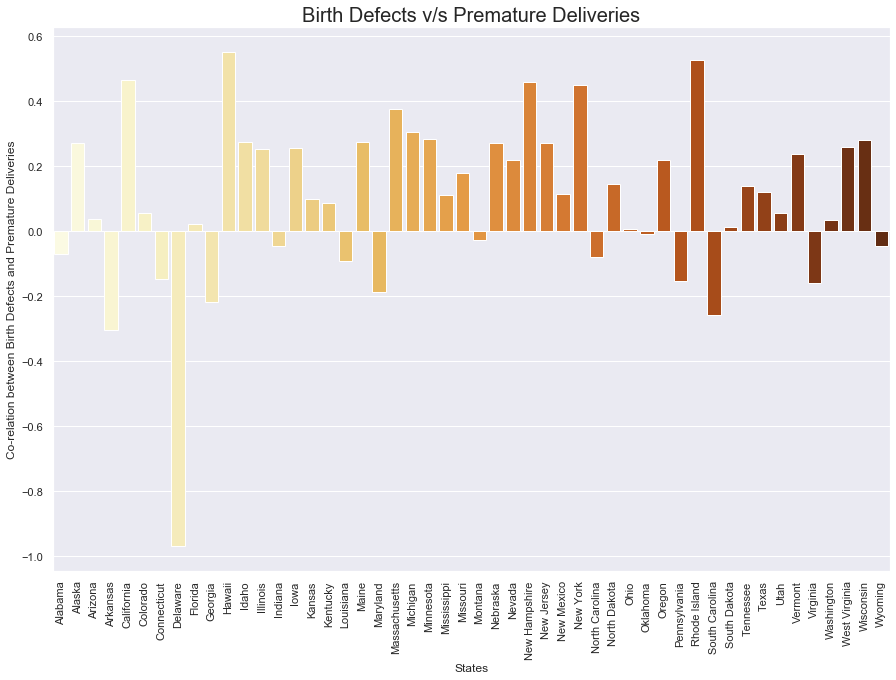 Birth Defects v/s Premature Deliveries
Co-relation between Birth Defects and Premature Deliveries
0.6
0.4
0.2
0.0
−0.2
−0.4
−0.6
−0.8
−1.0
Alabama
Alaska
Arizona
Arkansas
California
Colorado
Connecticut
Delaware
Florida
Georgia
Hawaii
Idaho
Illinois
Indiana
Iowa
Kansas
Kentucky
Louisiana
Maine
Maryland
Massachusetts
Michigan
Minnesota
Mississippi
Missouri
Montana
Nebraska
Nevada
New Hampshire
New Jersey
New Mexico
New York
North Carolina
North Dakota
Ohio
Oklahoma
Oregon
Pennsylvania
Rhode Island
South Carolina
South Dakota
Tennessee
Texas
Utah
Vermont
Virginia
Washington
West Virginia
Wisconsin
Wyoming
States